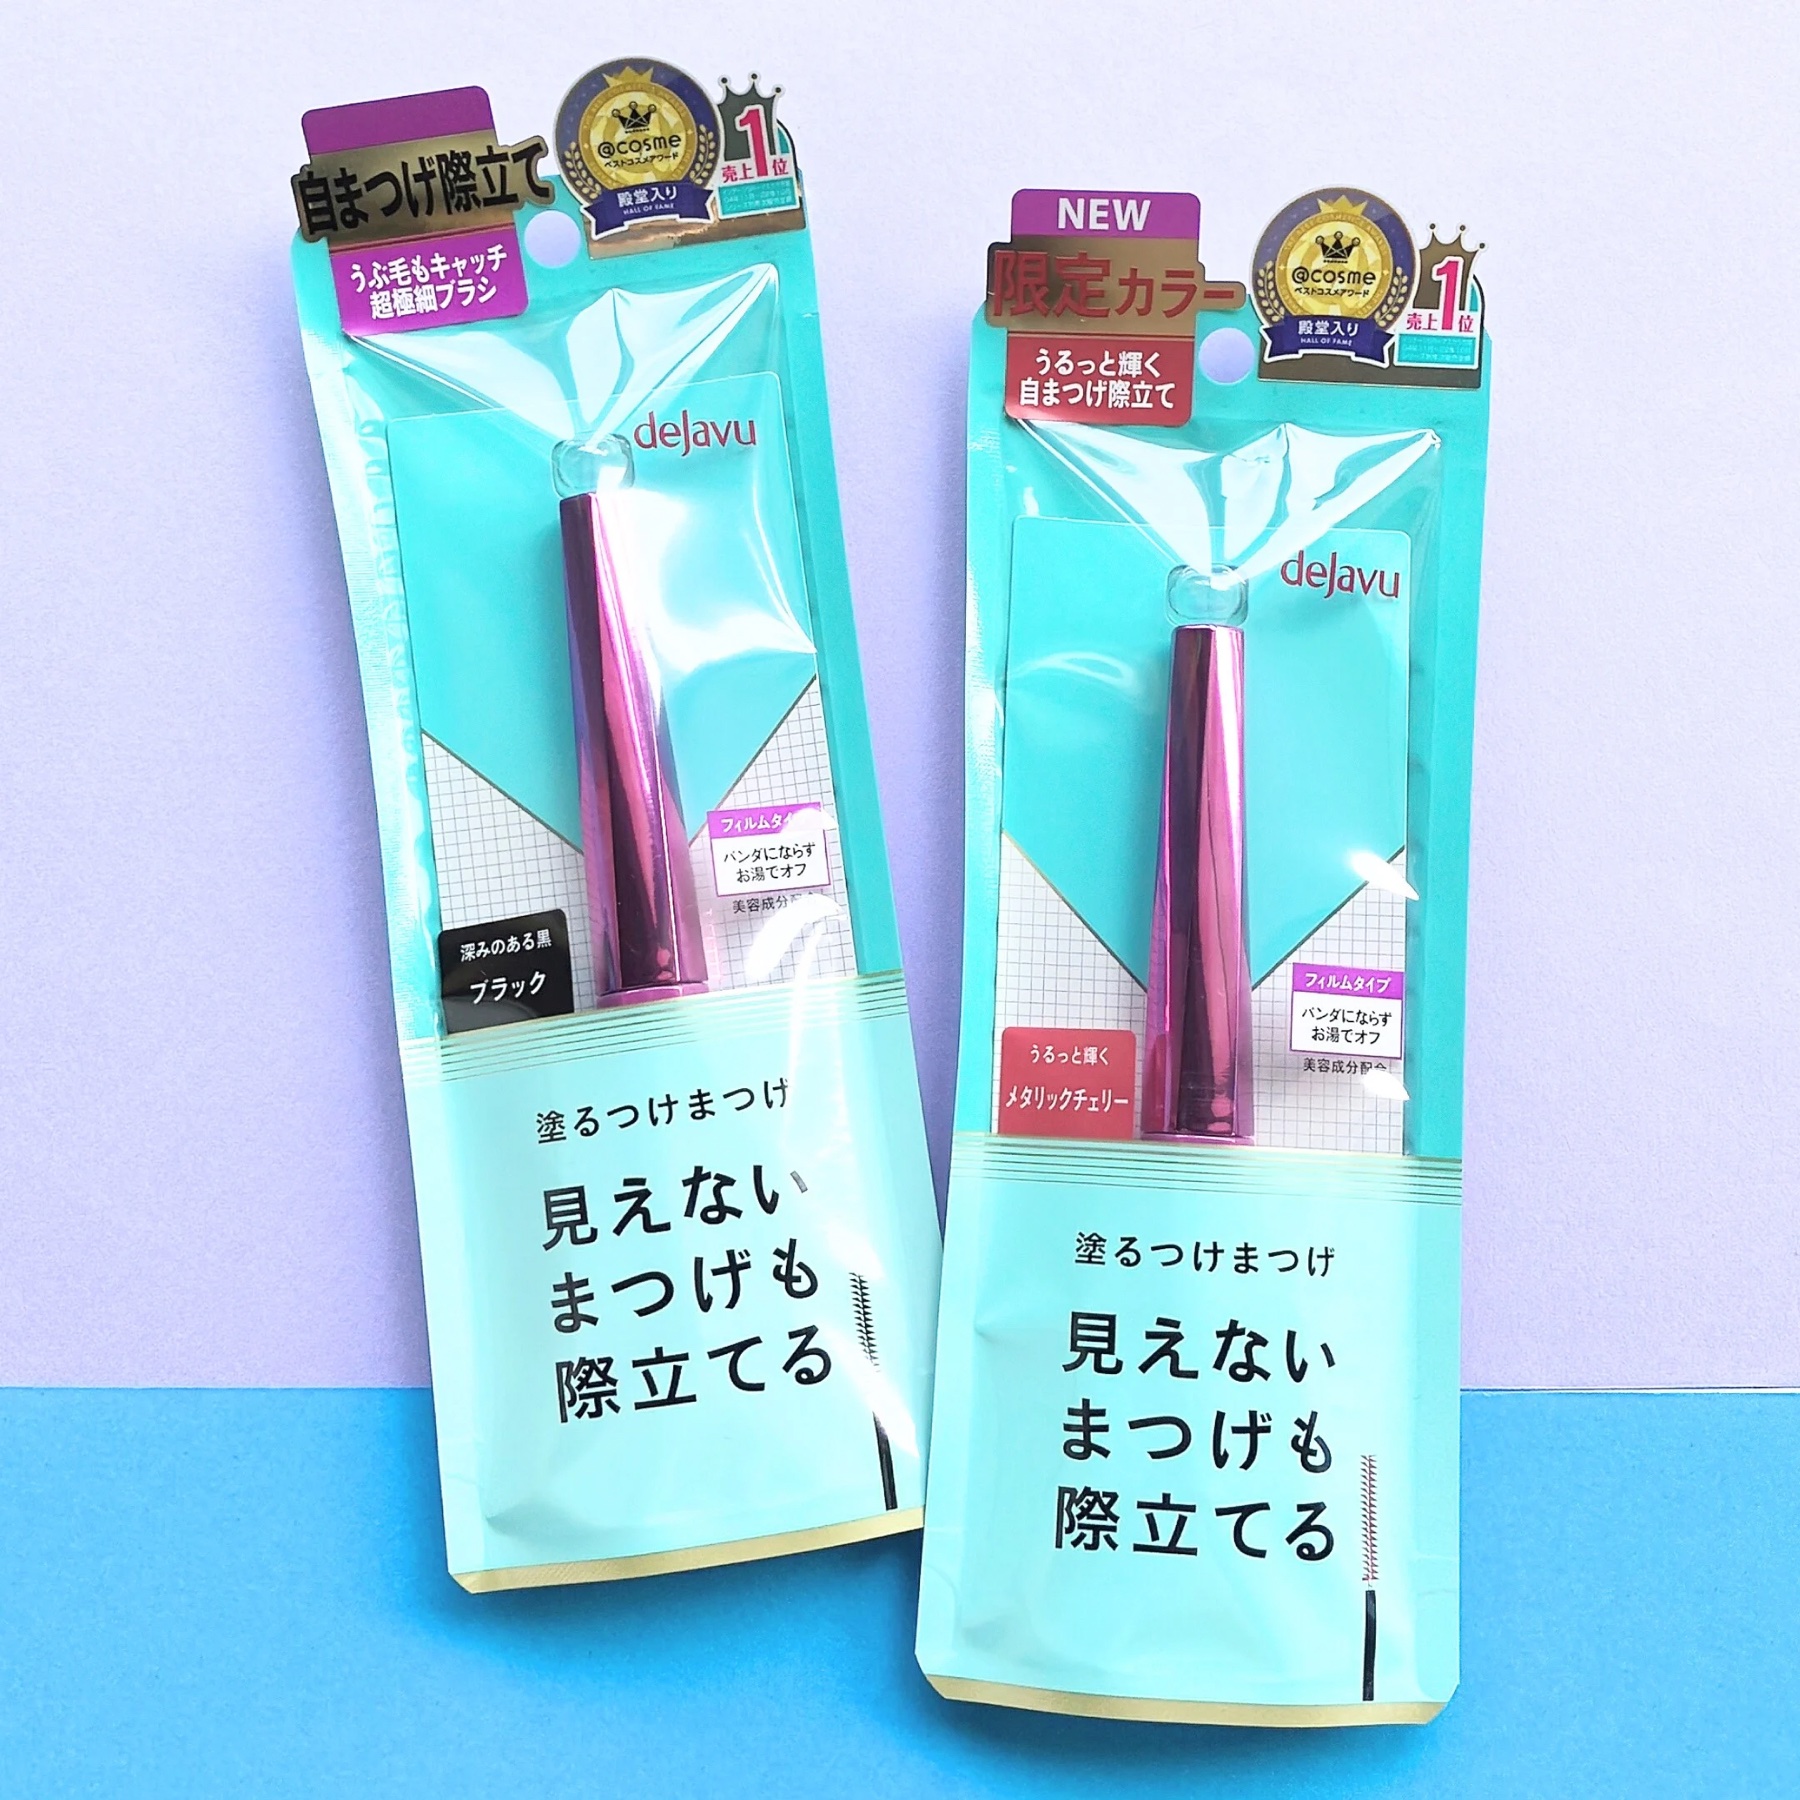 自まつげ際立て
うぶ毛もキャッチ
超極細ブラシ
@cosme
ベストコスメアワード
殿堂入り
HALL OF FAME
売上1位
dejavu
フィルムタイ
パンダにならず
お湯でオフ
美容成分配合
深みのある黒
ブラック
塗るつけまつげ
見えない
まつげも
際立てる
NEW
限定カラー
うるっと輝く
自まつげ際立て
@cosme
ベストコスメアワード
殿堂入り
HALL OF FAME
売上1位
dejavu
フィルムタイプ
パンダにならず
お湯でオフ
美容成分配合
うるっと輝く
メタリックチェリー
塗るつけまつげ
見えない
まつげも
際立てる